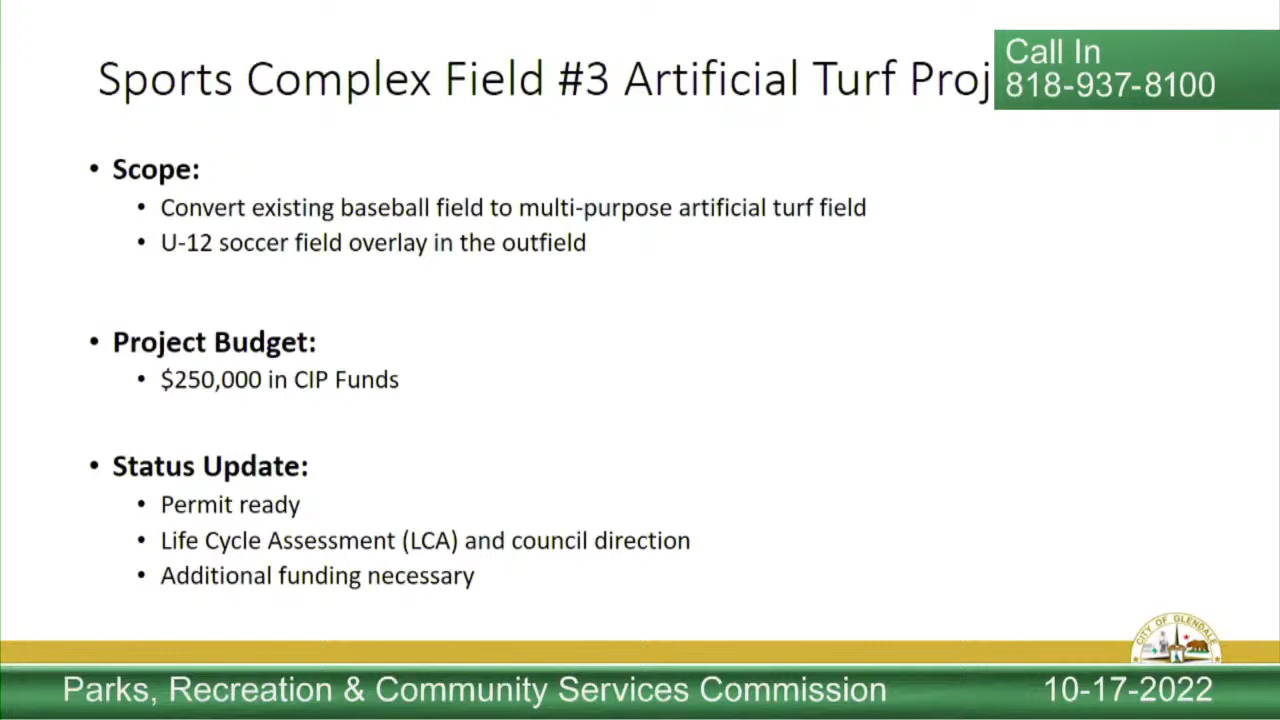 Sports Complex Field #3 Artificial Turf Proj
Call In
818-937-8100
• Scope:
• Convert existing baseball field to multi-purpose artificial turf field
• U-12 soccer field overlay in the outfield
• Project Budget:
• $250,000 in CIP Funds
• Status Update:
• Permit ready
• Life Cycle Assessment (LCA) and council direction
• Additional funding necessary
CITY OF GLENDALE
Parks, Recreation & Community Services Commission
10-17-2022